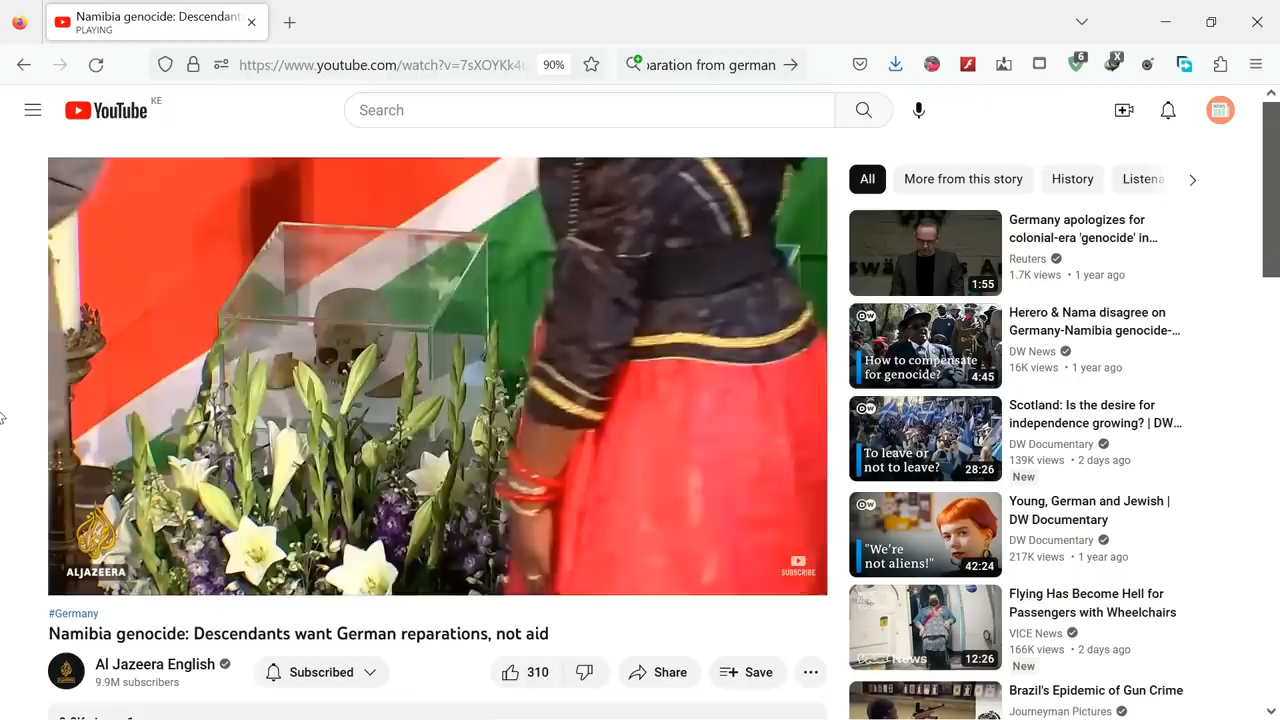 Namibia genocide: Descendant
PLAYING
https://www.youtube.com/watch?v=7sXOYKk4u
90%
paration from german
6
X
YouTube KE
Search
All
More from this story
History
Listena
ALJAZEERA
SUBSCRIBE
#Germany
Namibia genocide: Descendants want German reparations, not aid
Al Jazeera English
9.9M subscribers
Subscribed
310
Share
Save
1:55
Germany apologizes for
colonial-era 'genocide' in…
Reuters
1.7K views • 1 year ago
DW
How to compensate
for genocide?
4:45
Herero & Nama disagree on
Germany-Namibia genocide-…
DW News
16K views • 1 year ago
DW
To leave or
not to leave?
28:26
Scotland: Is the desire for
independence growing? | DW…
DW Documentary
139K views • 2 days ago
New
DW
"We're
not aliens!"
42:24
Young, German and Jewish |
DW Documentary
DW Documentary
217K views • 1 year ago
News
12:26
Flying Has Become Hell for
Passengers with Wheelchairs
VICE News
166K views • 2 days ago
New
Brazil's Epidemic of Gun Crime
Journeyman Pictures